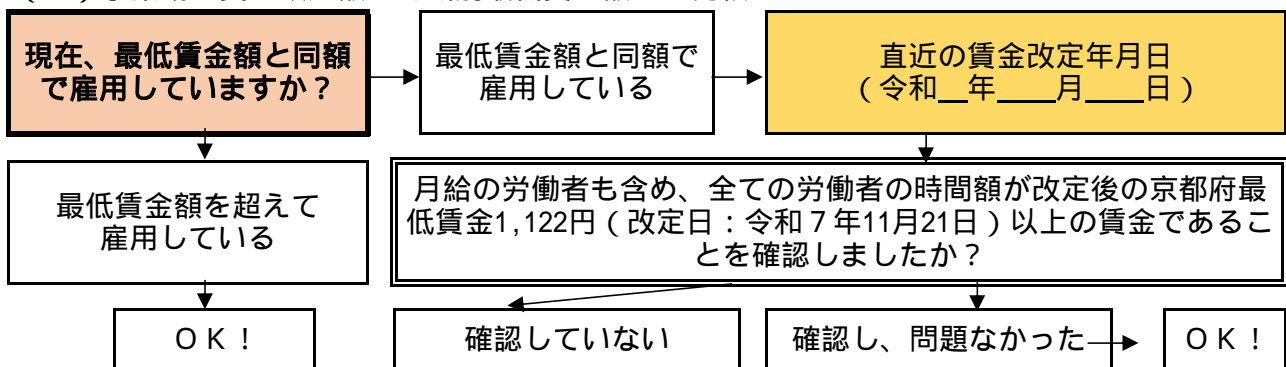 現在、最低賃金額と同額
で雇用していますか？
最低賃金額と同額で
雇用している
直近の賃金改定年月日
（令和__年____月____日）
最低賃金額を超えて
雇用している
月給の労働者も含め、全ての労働者の時間額が改定後の京都府最
低賃金1,122円（改定日：令和７年11月21日）以上の賃金であるこ
とを確認しましたか？
ＯＫ！
確認していない
確認し、問題なかった
ＯＫ！